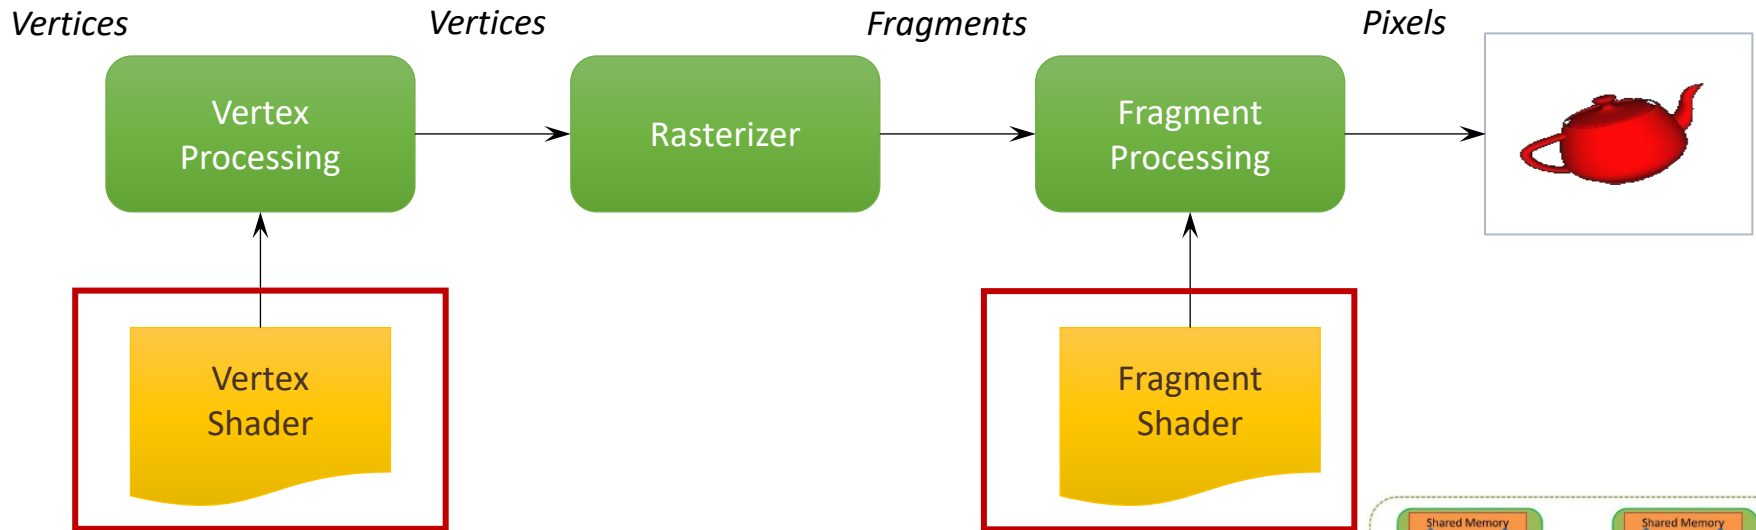 Vertices
Vertices
Fragments
Pixels
Vertex
Processing
Rasterizer
Fragment
Processing
Vertex
Shader
Fragment
Shader
Shared Memory
Shared Memory